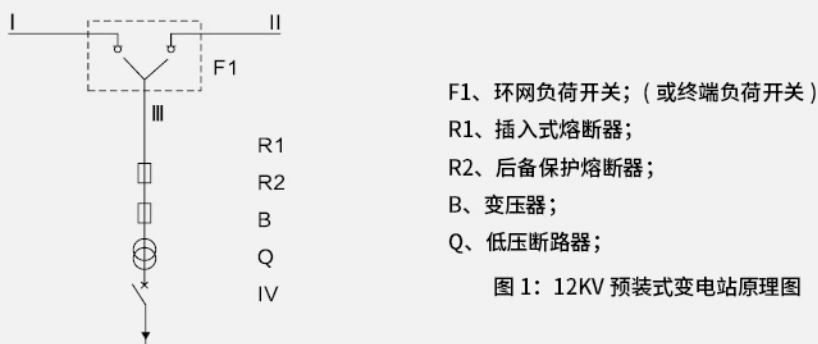 I
II
F1
III
R1
R2
B
Q
IV
F1、环网负荷开关；( 或终端负荷开关 )
R1、插入式熔断器；
R2、后备保护熔断器；
B、变压器；
Q、低压断路器；
图 1：12KV 预装式变电站原理图